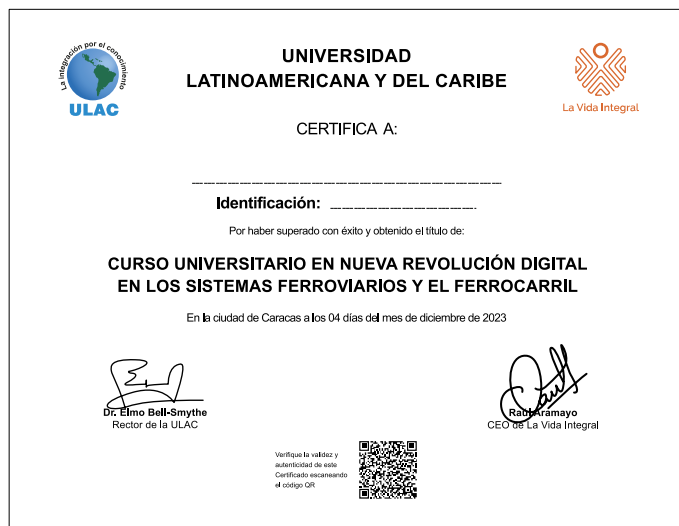 La integración por el conocimiento
ULAC
UNIVERSIDAD
LATINOAMERICANA Y DEL CARIBE
La Vida Integral
CERTIFICA A:
Identificación:
Por haber superado con éxito y obtenido el título de:
CURSO UNIVERSITARIO EN NUEVA REVOLUCIÓN DIGITAL
EN LOS SISTEMAS FERROVIARIOS Y EL FERROCARRIL
En la ciudad de Caracas a los 04 días del mes de diciembre de 2023
Dr. Elmo Bell-Smythe
Rector de la ULAC
Raúl Aramayo
CEO de La Vida Integral
Verifique la validez y
autenticidad de este
Certificado escaneando
el código QR